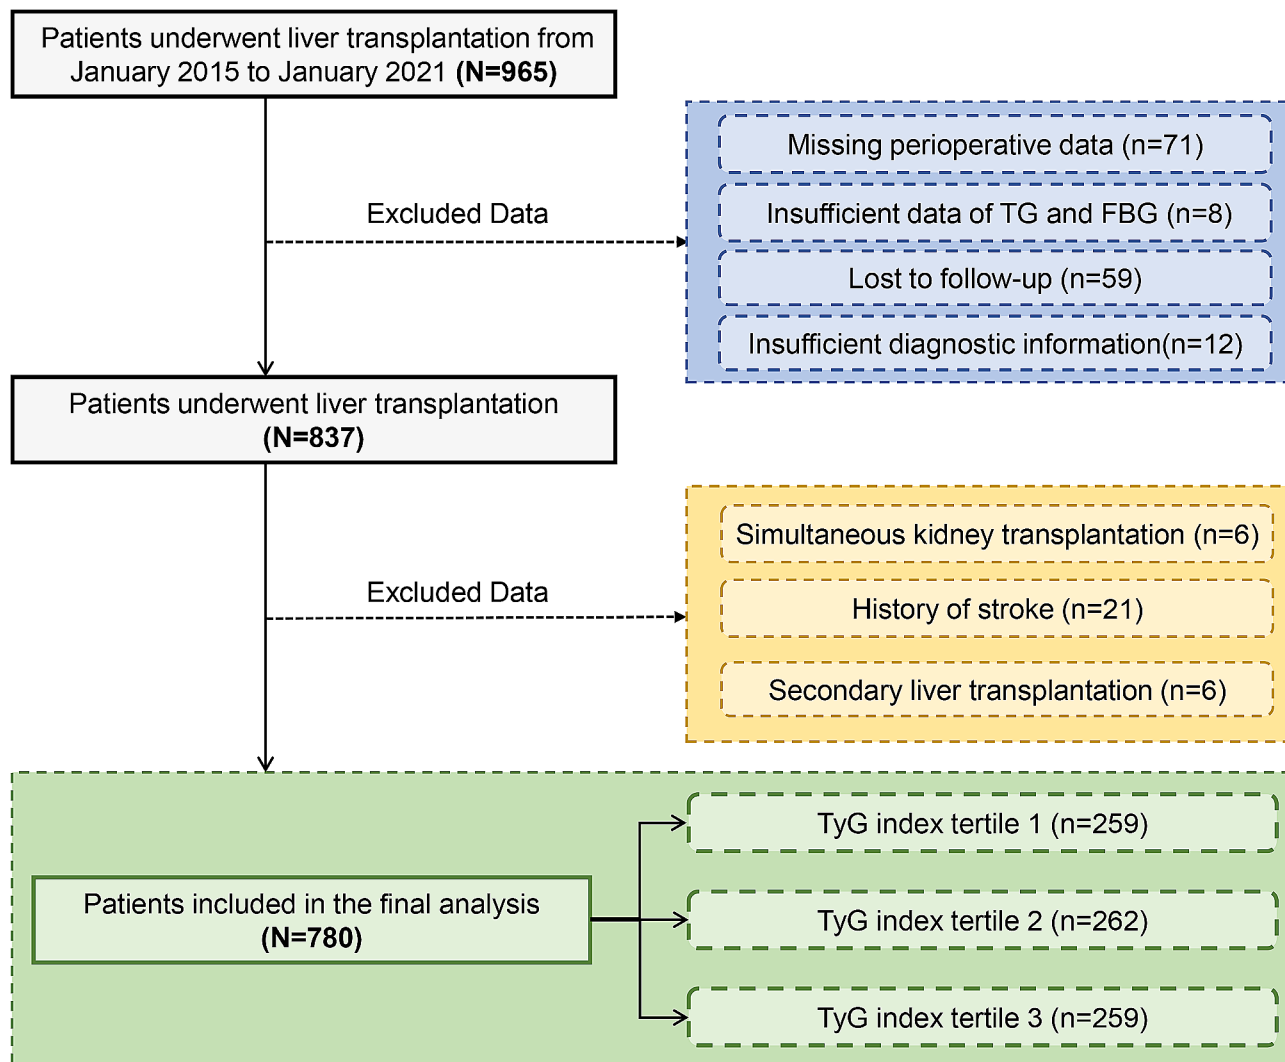 Patients underwent liver transplantation from
January 2015 to January 2021 (N=965)
Missing perioperative data (n=71)
Insufficient data of TG and FBG (n=8)
Excluded Data
Lost to follow-up (n=59)
Insufficient diagnostic information(n=12)
Patients underwent liver transplantation
(N=837)
Simultaneous kidney transplantation (n=6)
Excluded Data
History of stroke (n=21)
Secondary liver transplantation (n=6)
Patients included in the final analysis
(N=780)
TyG index tertile 1 (n=259)
TyG index tertile 2 (n=262)
TyG index tertile 3 (n=259)